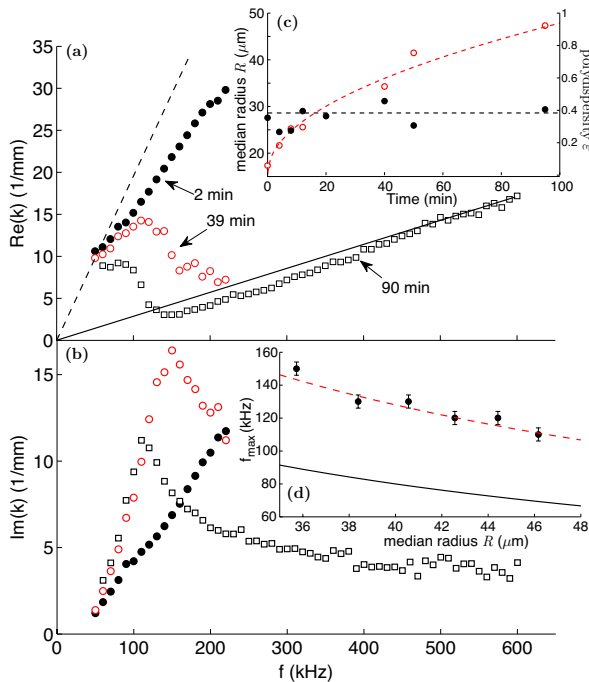 (a)
35
30
25
20
15
10
5
0
Re(k) (1/mm)
2 min
39 min
90 min
(c)
50
40
30
20
median radius R (μm)
1
0.8
0.6
0.4
0.2
polydispersity ε
0 20 40 60 80 100
Time (min)
(b)
15
10
5
0
Im(k) (1/mm)
0 100 200 300 400 500 600
f (kHz)
160
140
120
100
80
60
f_max (kHz)
(d)
36 38 40 42 44 46 48
median radius R (μm)